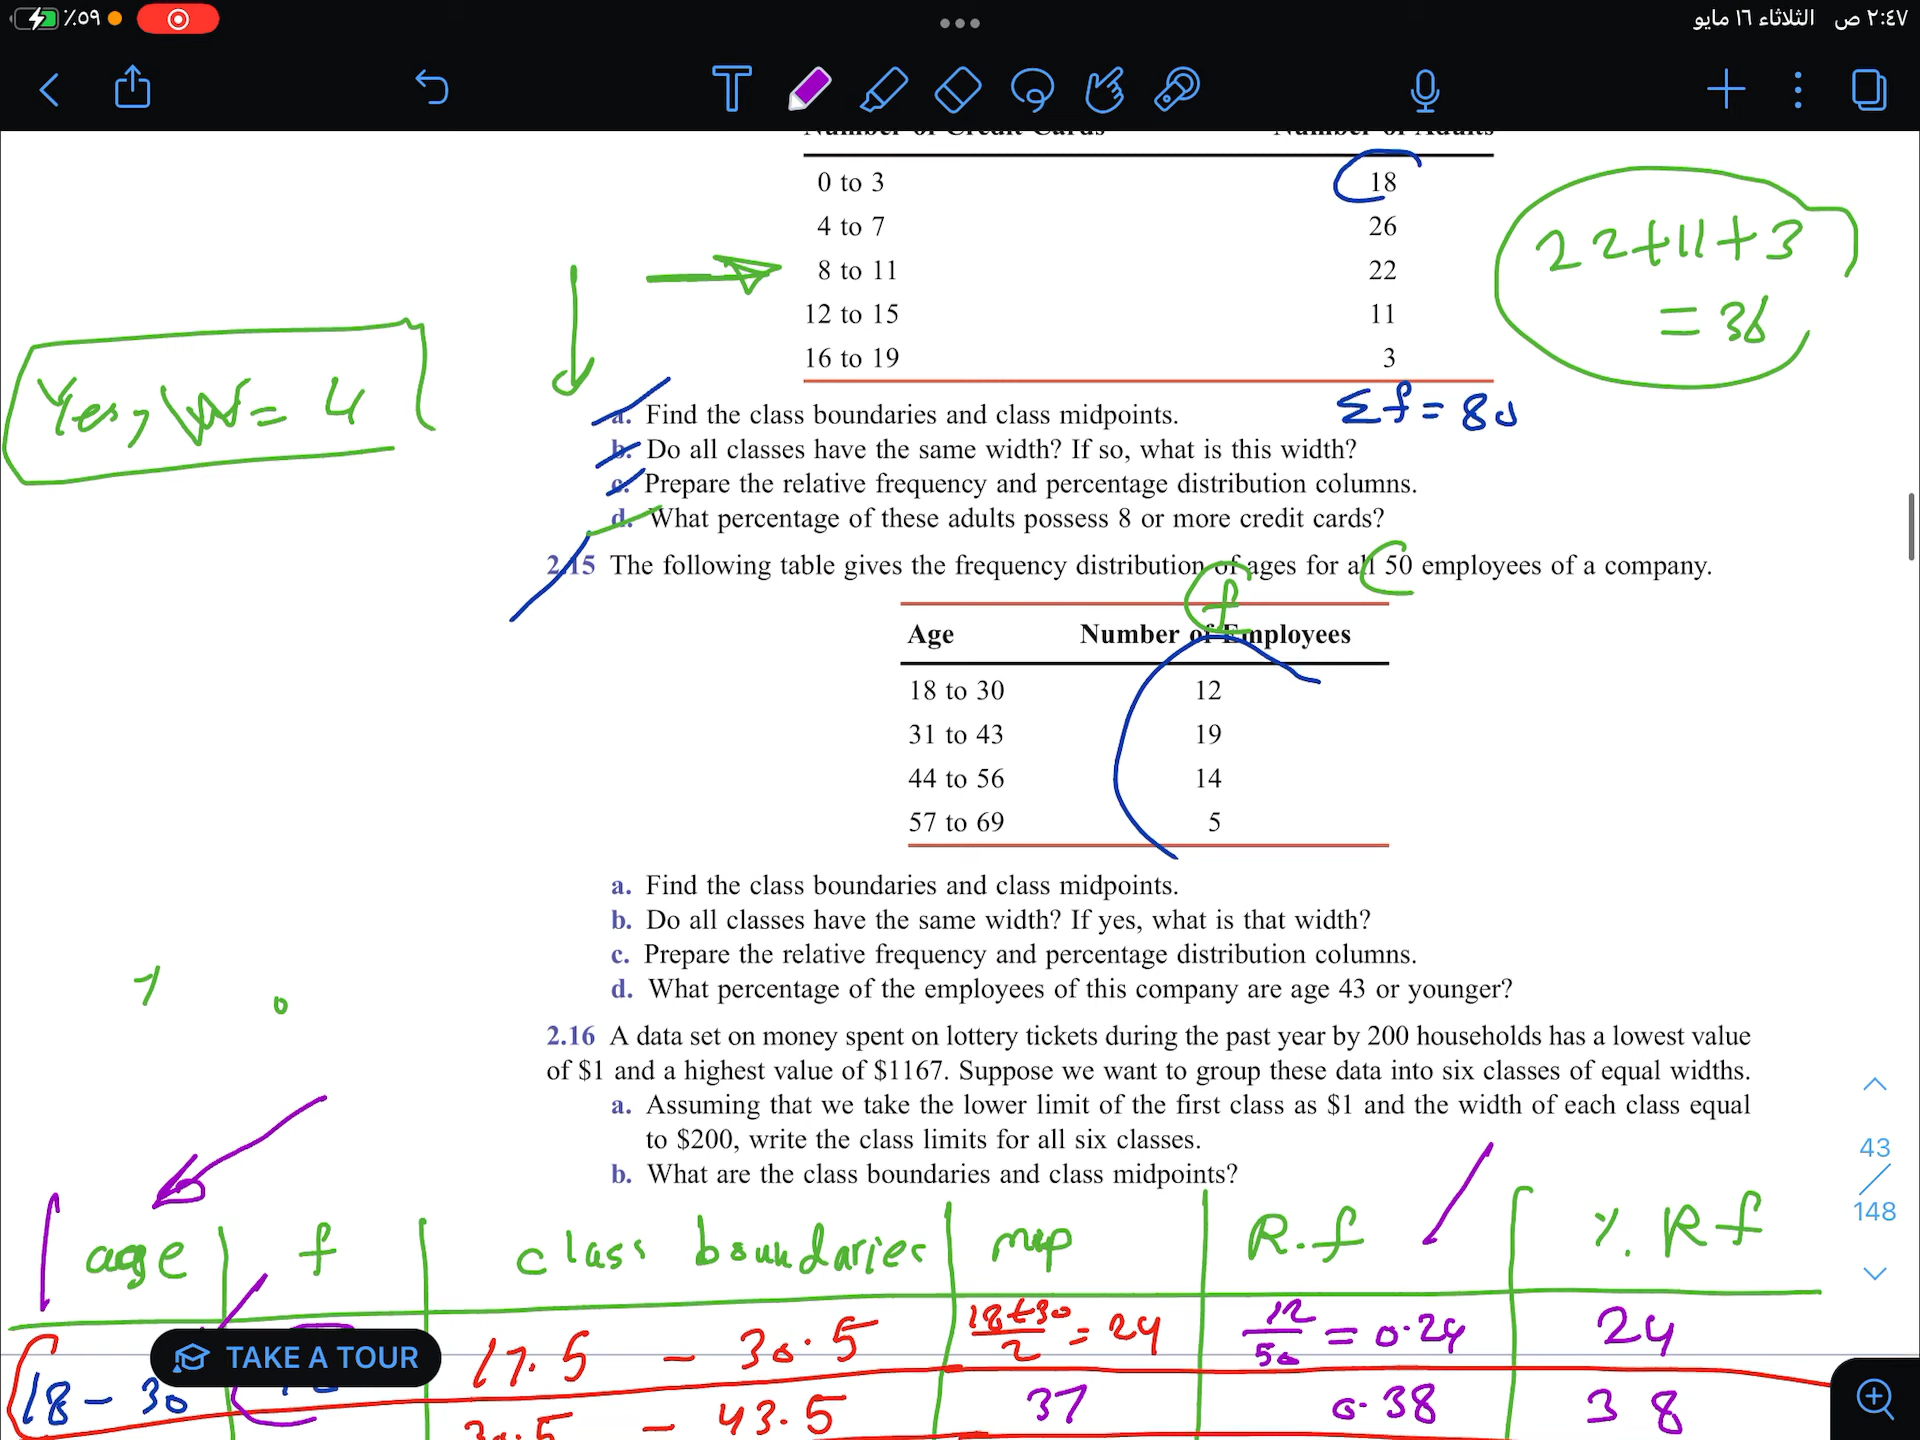 ٪٥٩
٢:٤٧ ص الثلاثاء ١٦ مايو
Number of Credit Cards Number of Adults
0 to 3 18
4 to 7 26
8 to 11 22
12 to 15 11
16 to 19 3
22+11+3
= 36
Yes, W = 4
Σf = 80
a. Find the class boundaries and class midpoints.
b. Do all classes have the same width? If so, what is this width?
c. Prepare the relative frequency and percentage distribution columns.
d. What percentage of these adults possess 8 or more credit cards?
2.15 The following table gives the frequency distribution of ages for all 50 employees of a company.
f
Age Number of Employees
18 to 30 12
31 to 43 19
44 to 56 14
57 to 69 5
a. Find the class boundaries and class midpoints.
b. Do all classes have the same width? If yes, what is that width?
c. Prepare the relative frequency and percentage distribution columns.
d. What percentage of the employees of this company are age 43 or younger?
2.16 A data set on money spent on lottery tickets during the past year by 200 households has a lowest value
of $1 and a highest value of $1167. Suppose we want to group these data into six classes of equal widths.
a. Assuming that we take the lower limit of the first class as $1 and the width of each class equal
to $200, write the class limits for all six classes.
b. What are the class boundaries and class midpoints?
43
148
age f class boundaries mp R.f % Rf
17.5 - 30.5 18+30/2 = 24 12/50 = 0.24 24
TAKE A TOUR
18 - 30
30.5 - 43.5 37 0.38 38